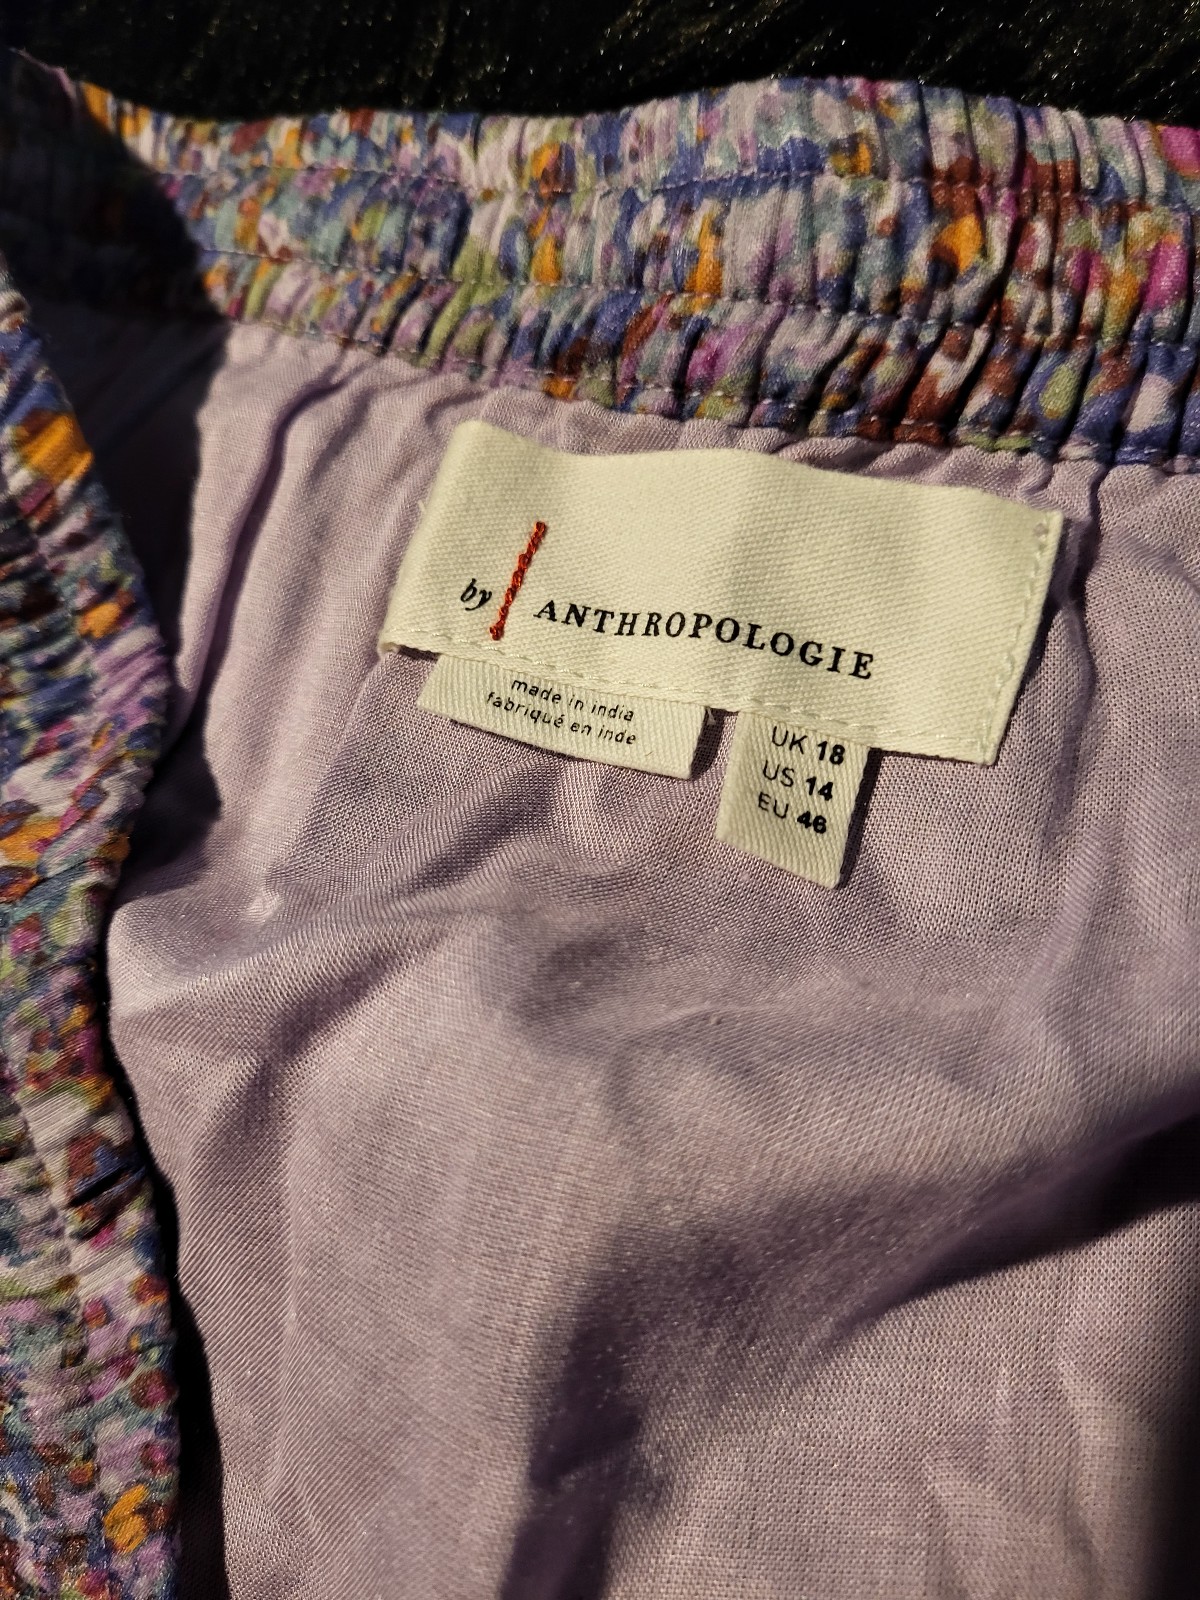 by ANTHROPOLOGIE
made in india
fabriqué en inde
UK 18
US 14
EU 46